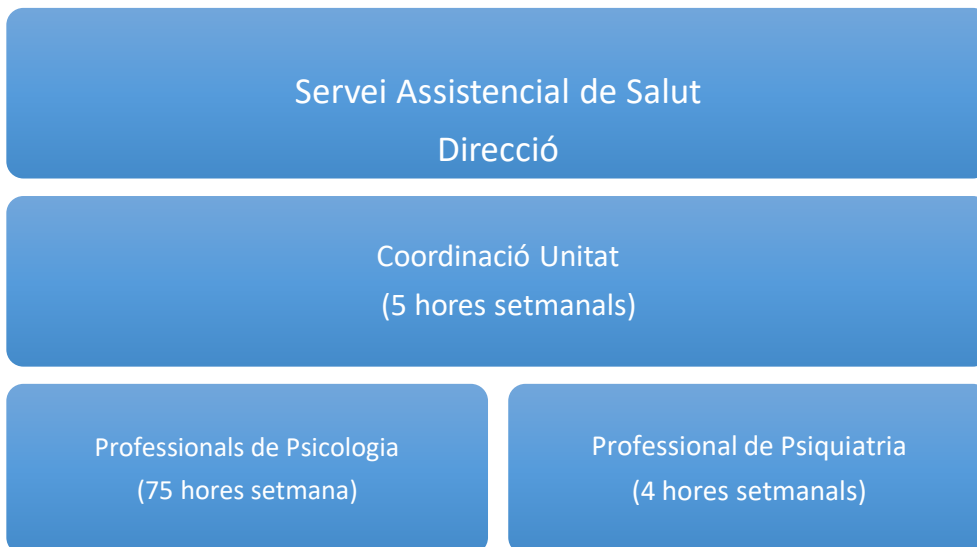 Servei Assistencial de Salut
Direcció
Coordinació Unitat
(5 hores setmanals)
Professionals de Psicologia
(75 hores setmana)
Professional de Psiquiatria
(4 hores setmanals)